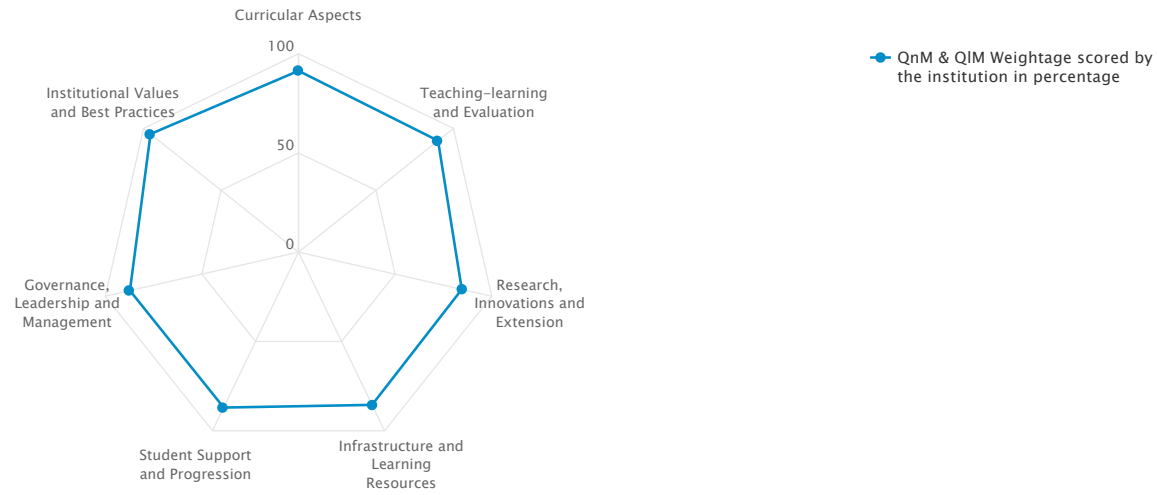 Curricular Aspects
100
QnM & QlM Weightage scored by
the institution in percentage
Institutional Values
and Best Practices
Teaching-learning
and Evaluation
50
0
Governance,
Leadership and
Management
Research,
Innovations and
Extension
Student Support
and Progression
Infrastructure and
Learning
Resources